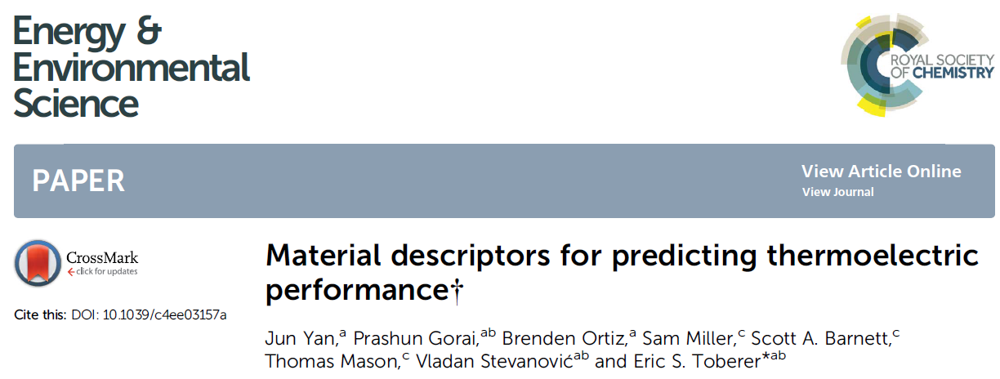 Energy &
Environmental
Science
ROYAL SOCIETY
OF CHEMISTRY
PAPER
View Article Online
View Journal
CrossMark
click for updates
Cite this: DOI: 10.1039/c4ee03157a
Material descriptors for predicting thermoelectric
performance†
Jun Yan,ᵃ Prashun Gorai,ᵃᵇ Brenden Ortiz,ᵃ Sam Miller,ᶜ Scott A. Barnett,ᶜ
Thomas Mason,ᶜ Vladan Stevanovićᵃᵇ and Eric S. Toberer*ᵃᵇ